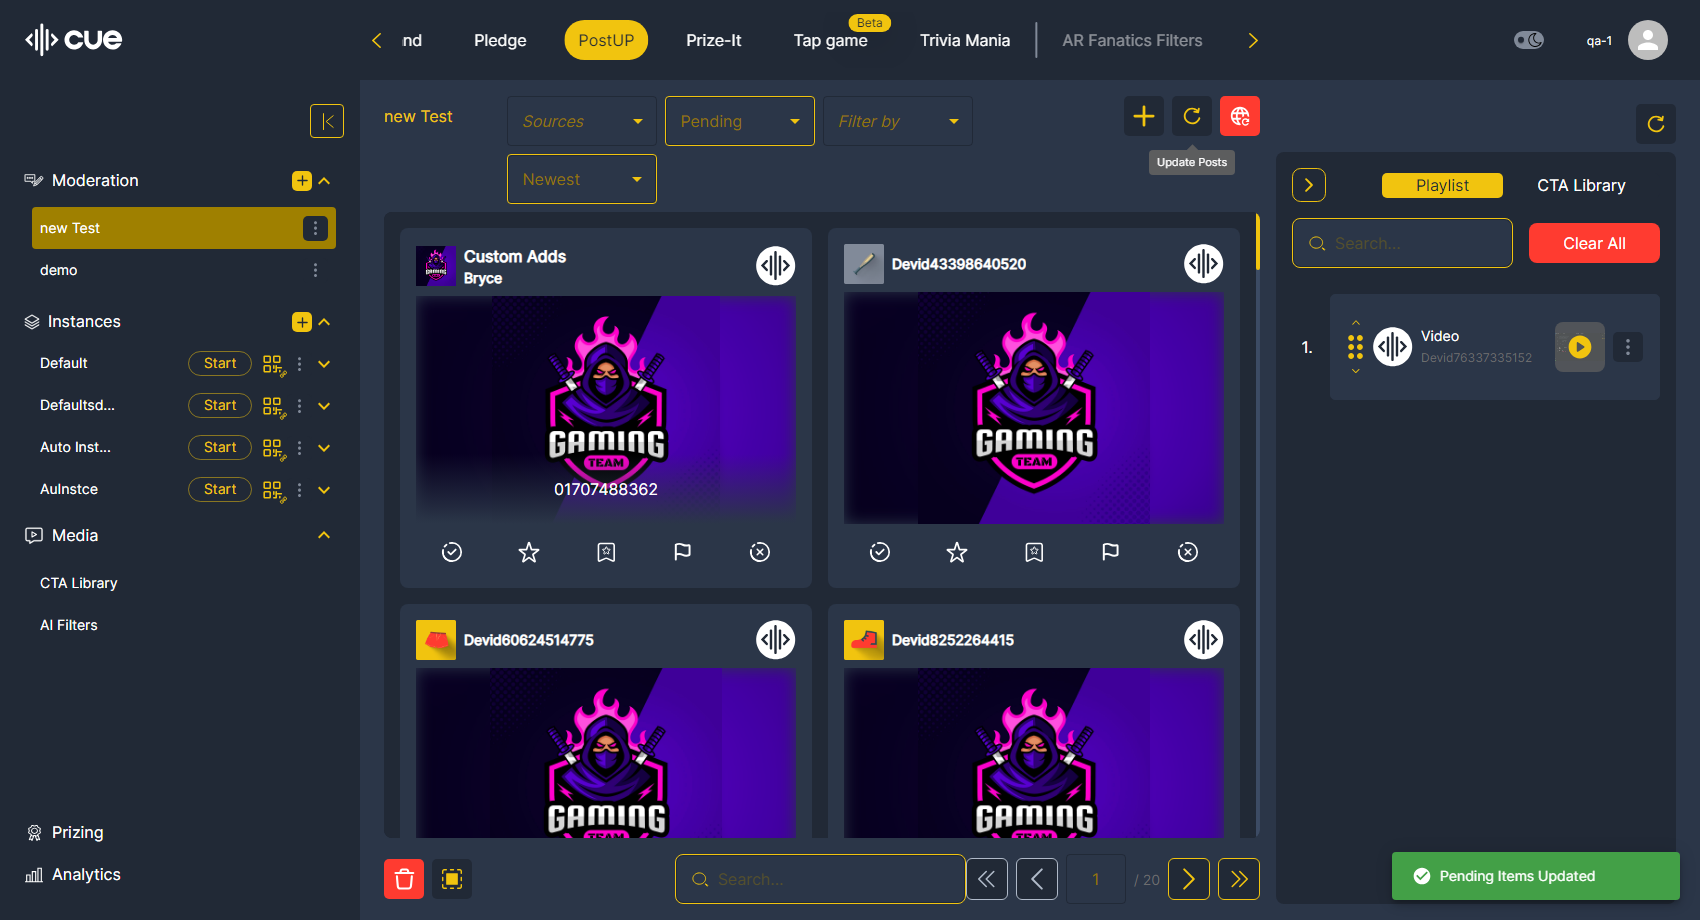 cue
nd
Pledge
PostUP
Prize-It
Tap game
Beta
Trivia Mania
AR Fanatics Filters
qa-1
Moderation
new Test
demo
Instances
Default
Start
Defaultsd...
Start
Auto Inst...
Start
AuInstce
Start
Media
CTA Library
AI Filters
Prizing
Analytics
new Test
Sources
Pending
Filter by
Newest
Update Posts
Custom Adds
Bryce
GAMING
TEAM
01707488362
Devid43398640520
GAMING
TEAM
Devid60624514775
GAMING
TEAM
Devid8252264415
GAMING
TEAM
Search...
1
/ 20
Playlist
CTA Library
Search...
Clear All
1.
Video
Devid76337335152
Pending Items Updated